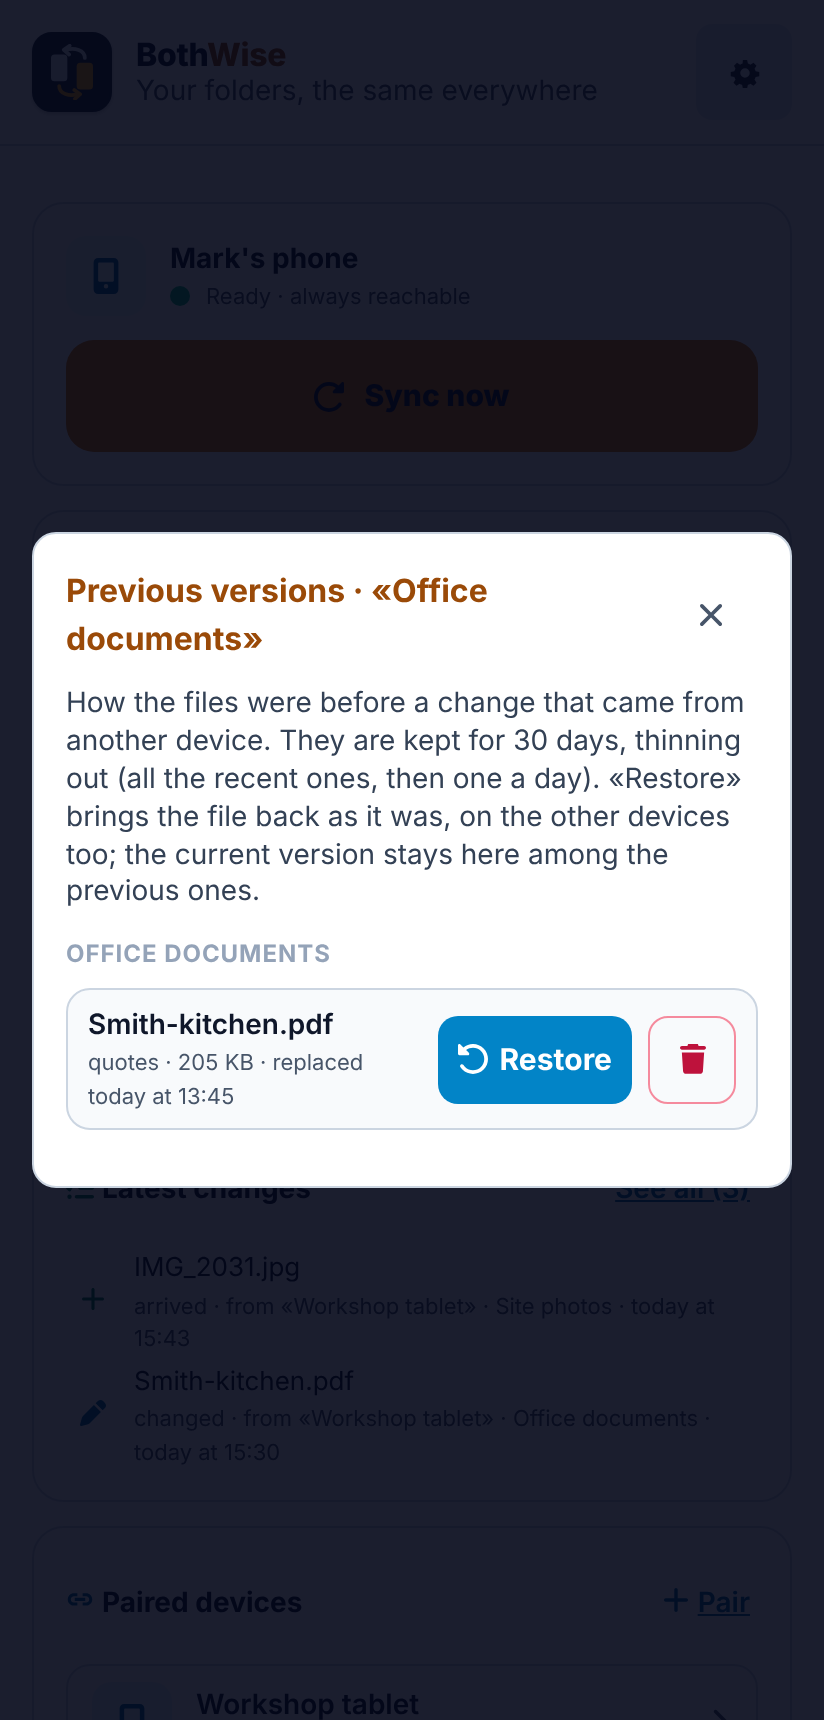 BothWise
Your folders, the same everywhere
Mark's phone
Ready · always reachable
Sync now
Previous versions · «Office
documents»
How the files were before a change that came from
another device. They are kept for 30 days, thinning
out (all the recent ones, then one a day). «Restore»
brings the file back as it was, on the other devices
too; the current version stays here among the
previous ones.
OFFICE DOCUMENTS
Smith-kitchen.pdf
quotes · 205 KB · replaced
today at 13:45
Restore
Latest changes
See all (3)
IMG_2031.jpg
arrived · from «Workshop tablet» · Site photos · today at
15:43
Smith-kitchen.pdf
changed · from «Workshop tablet» · Office documents ·
today at 15:30
Paired devices
Pair
Workshop tablet